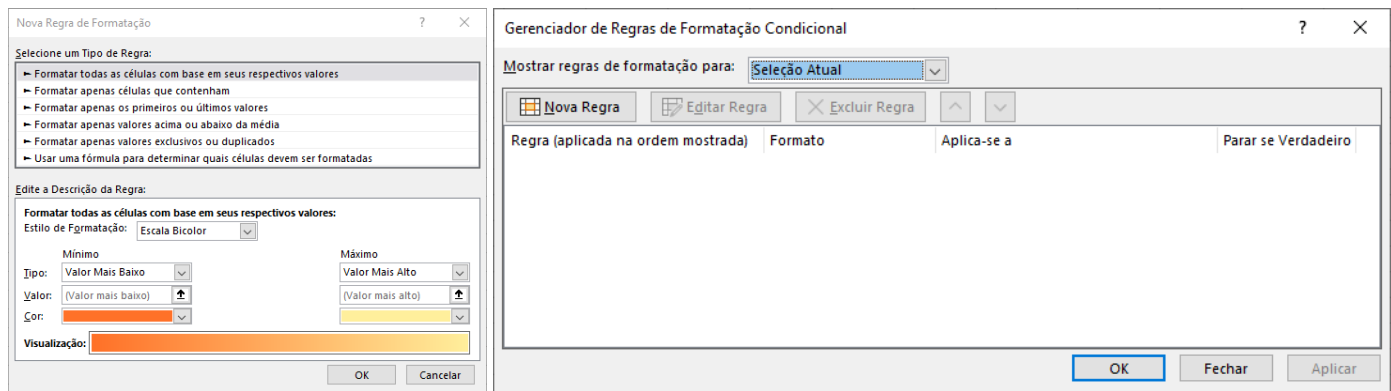 Nova Regra de Formatação ? ×
Selecione um Tipo de Regra:
► Formatar todas as células com base em seus respectivos valores
► Formatar apenas células que contenham
► Formatar apenas os primeiros ou últimos valores
► Formatar apenas valores acima ou abaixo da média
► Formatar apenas valores exclusivos ou duplicados
► Usar uma fórmula para determinar quais células devem ser formatadas
Edite a Descrição da Regra:
Formatar todas as células com base em seus respectivos valores:
Estilo de Formatação: Escala Bicolor
Mínimo Máximo
Tipo: Valor Mais Baixo Valor Mais Alto
Valor: (Valor mais baixo) (Valor mais alto)
Cor:
Visualização:
OK Cancelar
Gerenciador de Regras de Formatação Condicional ? ×
Mostrar regras de formatação para: Seleção Atual
Nova Regra Editar Regra Excluir Regra
Regra (aplicada na ordem mostrada) Formato Aplica-se a Parar se Verdadeiro
OK Fechar Aplicar